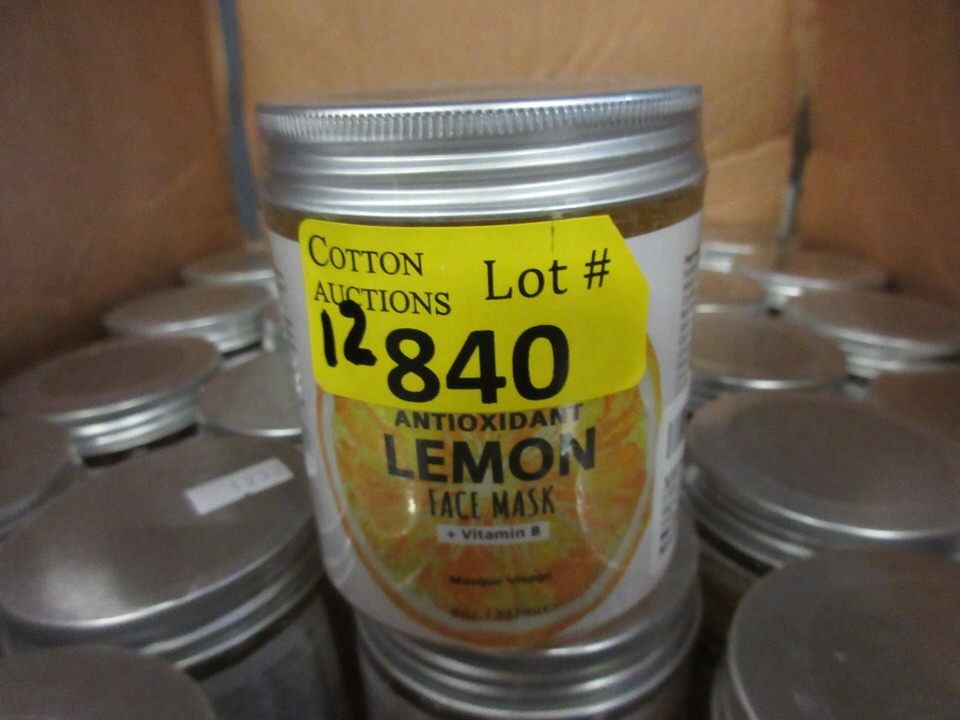 COTTON
AUCTIONS
Lot #
12
840
ANTIOXIDANT
LEMON
FACE MASK
+ Vitamin B
Masque Visage